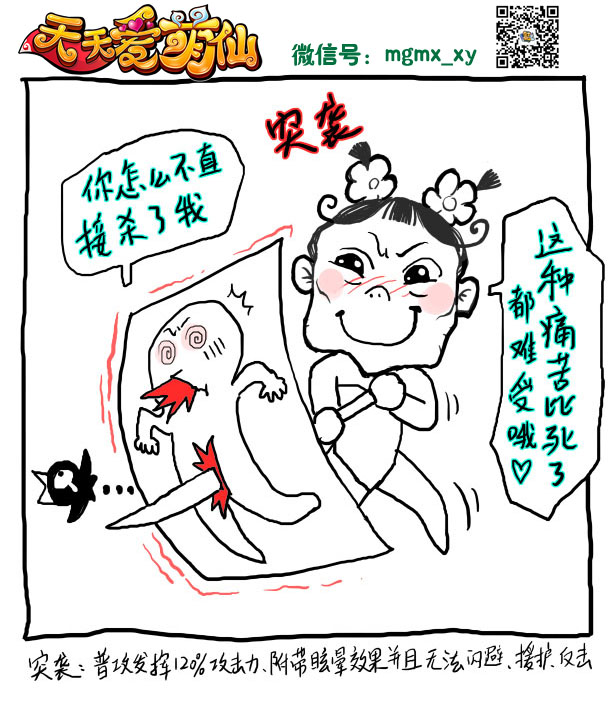 天天爱萌仙
微信号：mgmx_xy
突袭
你怎么不直
接杀了我
这种痛苦比死了
都难受哦♡
突袭：普攻发挥120%攻击力、附带眩晕效果并且无法闪避、援护、反击